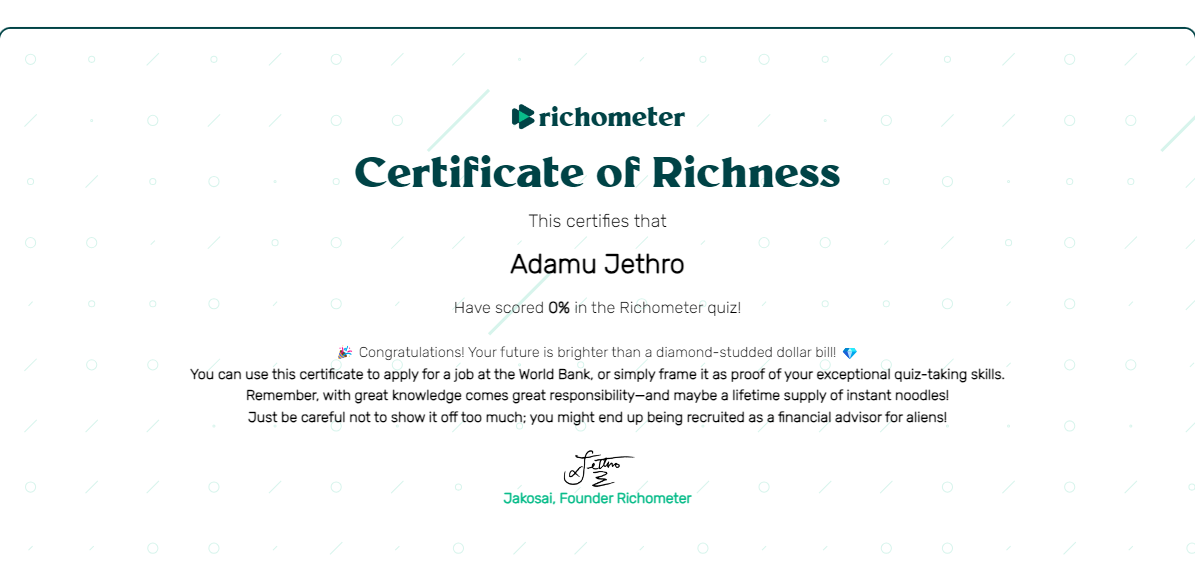 richometer
Certificate of Richness
This certifies that
Adamu Jethro
Have scored 0% in the Richometer quiz!
🎉 Congratulations! Your future is brighter than a diamond-studded dollar bill! 💎
You can use this certificate to apply for a job at the World Bank, or simply frame it as proof of your exceptional quiz-taking skills.
Remember, with great knowledge comes great responsibility—and maybe a lifetime supply of instant noodles!
Just be careful not to show it off too much; you might end up being recruited as a financial advisor for aliens!
Jethro
Jakosai, Founder Richometer